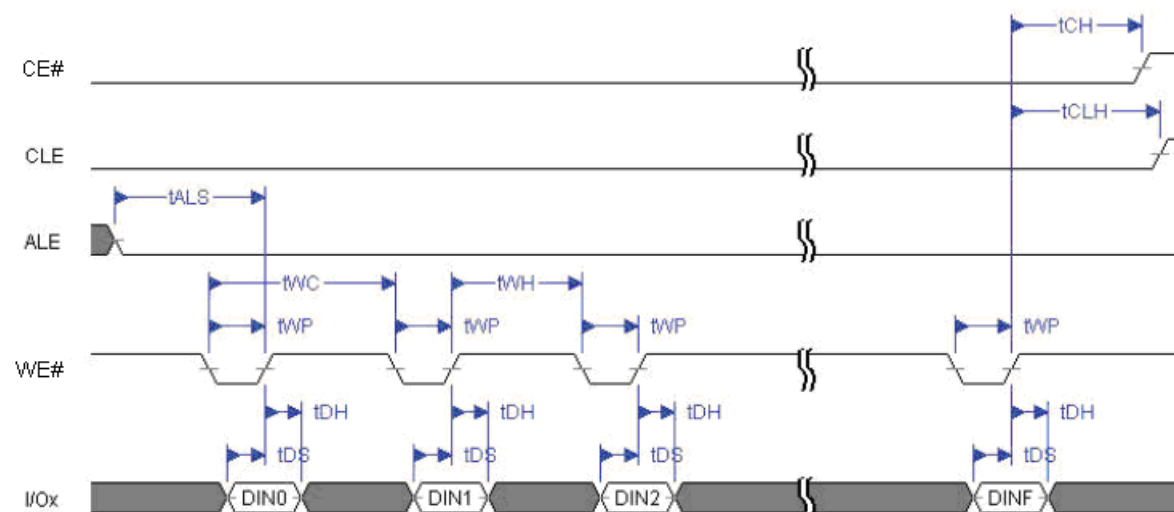 tCH
CE#
tCLH
CLE
tALS
ALE
tWC
tWH
tWP
tWP
tWP
tWP
WE#
tDH
tDH
tDH
tDH
tDS
tDS
tDS
tDS
I/Ox
DIN0
DIN1
DIN2
DINF